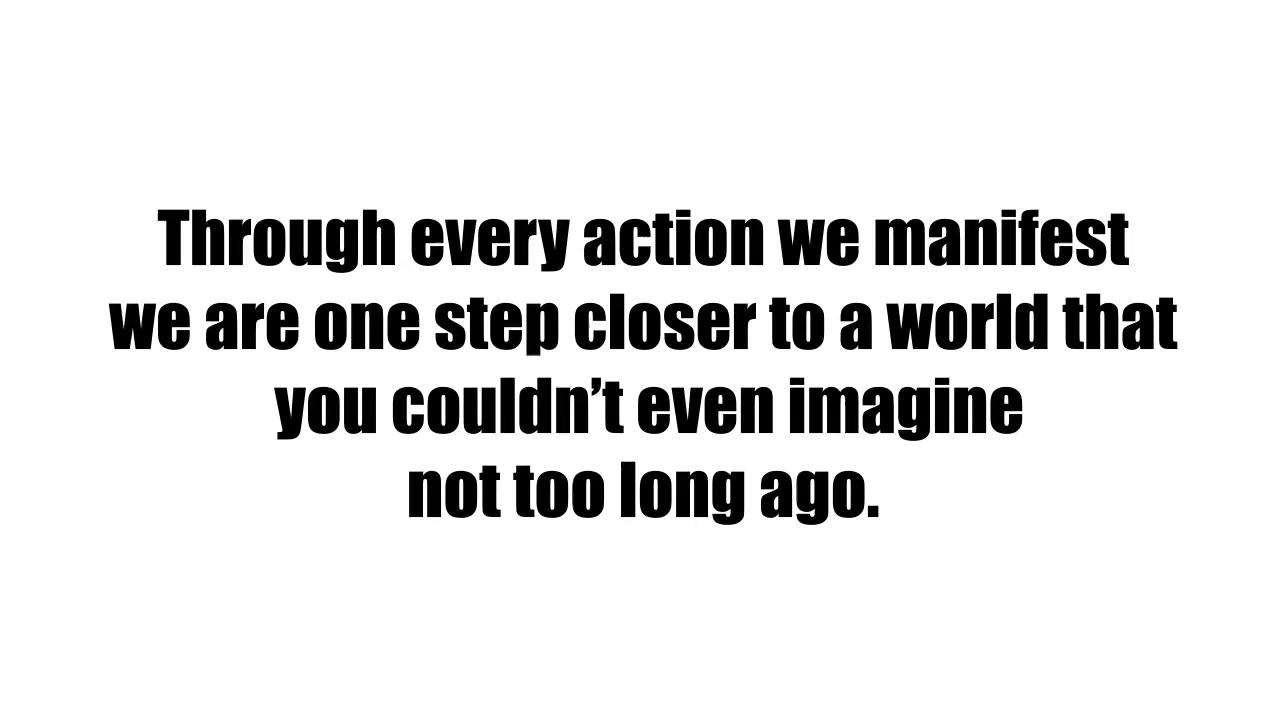 Through every action we manifest
we are one step closer to a world that
you couldn’t even imagine
not too long ago.